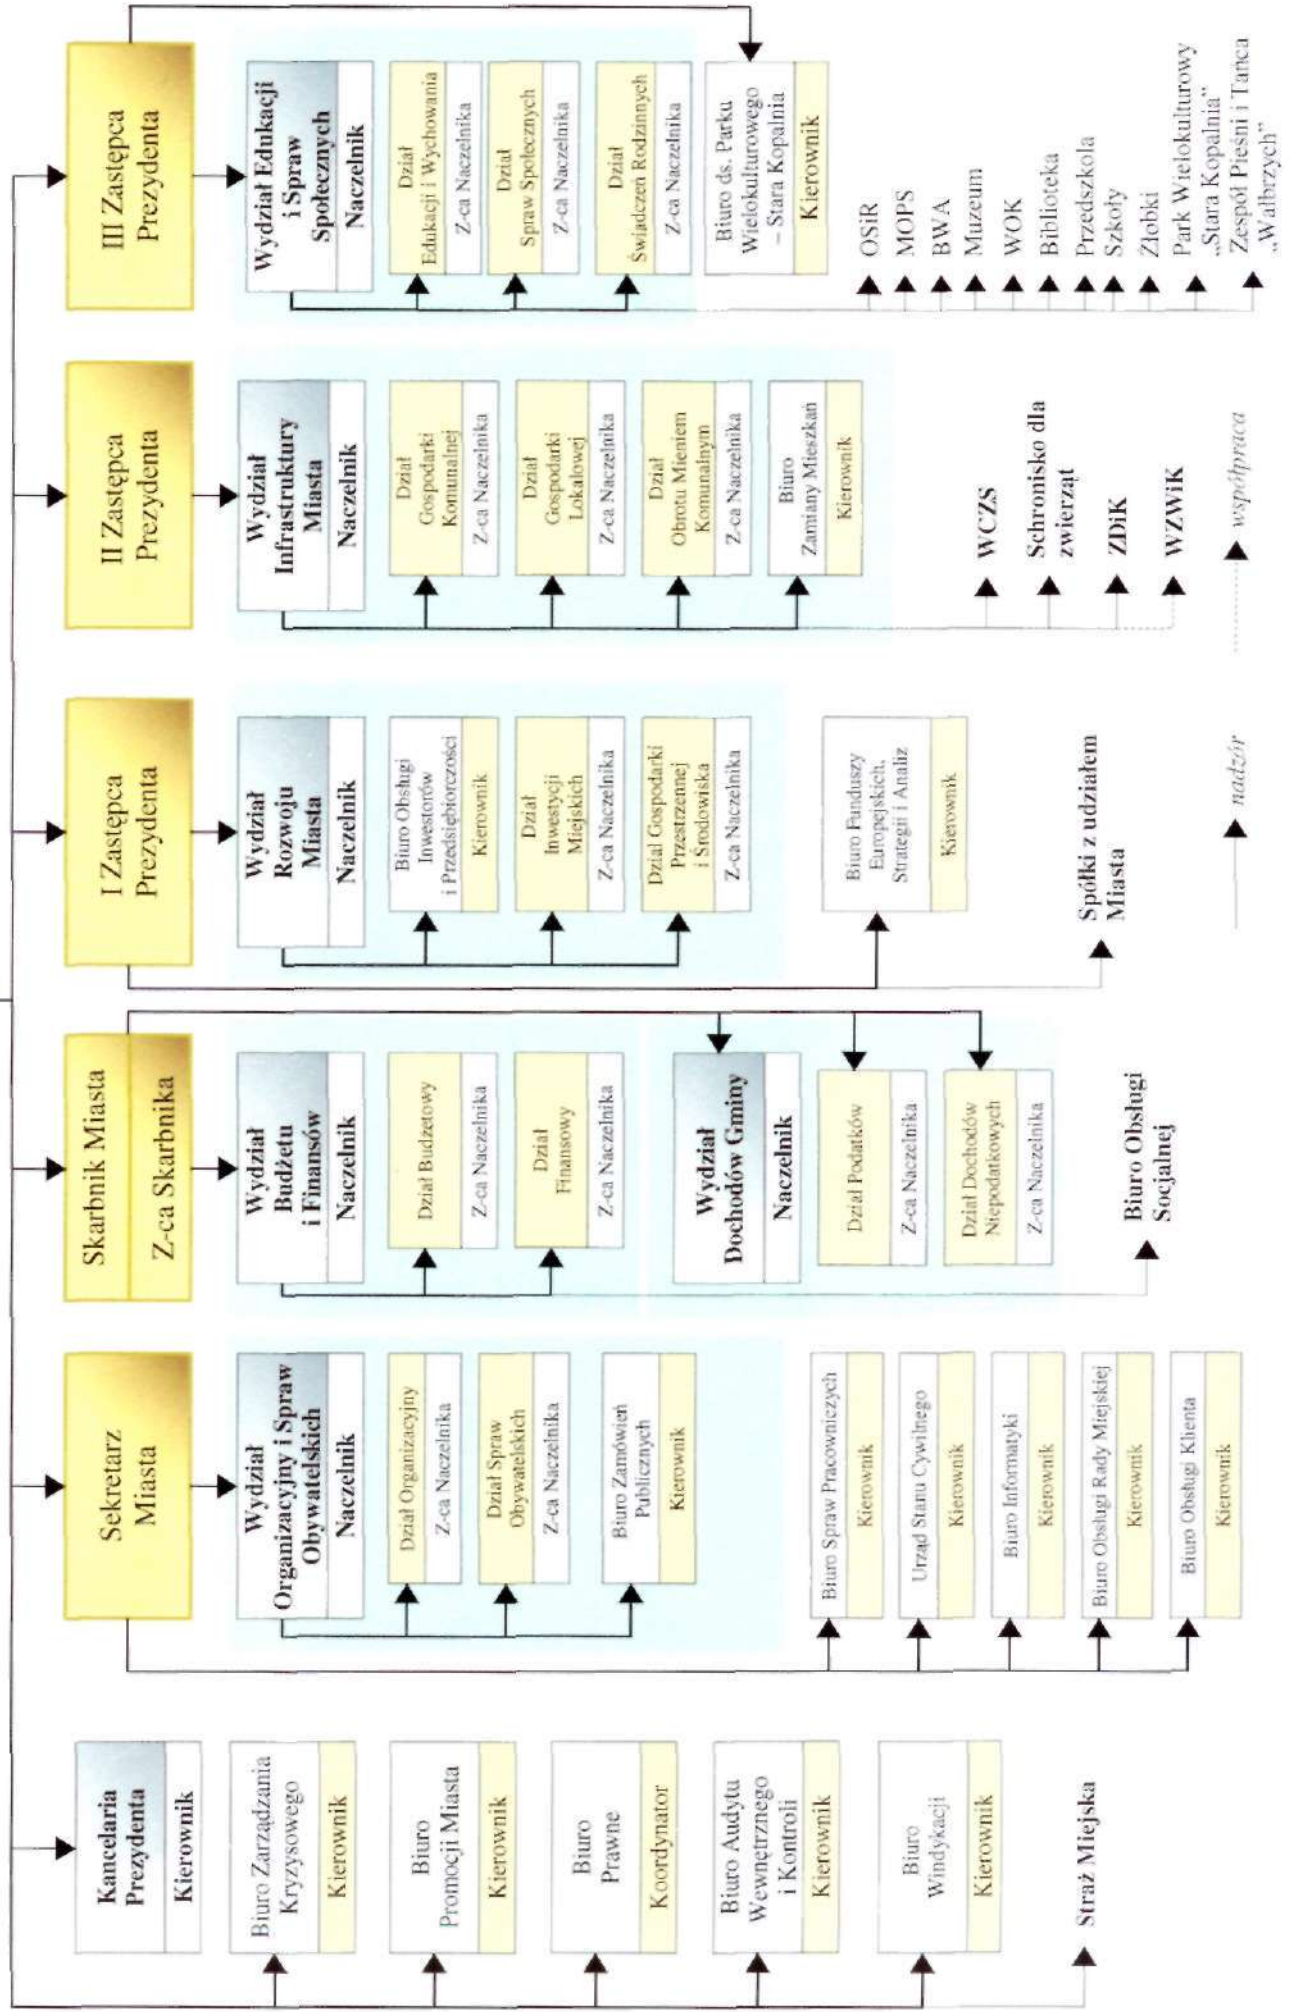 Kancelaria
Prezydenta
Kierownik
Biuro Zarządzania
Kryzysowego
Kierownik
Biuro
Promocji Miasta
Kierownik
Biuro
Prawne
Koordynator
Biuro Audytu
Wewnętrznego
i Kontroli
Kierownik
Biuro
Windykacji
Kierownik
Straż Miejska
Sekretarz
Miasta
Wydział
Organizacyjny i Spraw
Obywatelskich
Naczelnik
Dział Organizacyjny
Z-ca Naczelnika
Dział Spraw
Obywatelskich
Z-ca Naczelnika
Biuro Zamówień
Publicznych
Kierownik
Biuro Spraw Pracowniczych
Kierownik
Urząd Stanu Cywilnego
Kierownik
Biuro Informatyki
Kierownik
Biuro Obsługi Rady Miejskiej
Kierownik
Biuro Obsługi Klienta
Kierownik
Skarbnik Miasta
Z-ca Skarbnika
Wydział
Budżetu
i Finansów
Naczelnik
Dział Budżetowy
Z-ca Naczelnika
Dział
Finansowy
Z-ca Naczelnika
Wydział
Dochodów Gminy
Naczelnik
Dział Podatków
Z-ca Naczelnika
Dział Dochodów
Niepodatkowych
Z-ca Naczelnika
Biuro Obsługi
Socjalnej
I Zastępca
Prezydenta
Wydział
Rozwoju
Miasta
Naczelnik
Biuro Obsługi
Inwestorów
i Przedsiębiorczości
Kierownik
Dział
Inwestycji
Miejskich
Z-ca Naczelnika
Dział Gospodarki
Przestrzennej
i Środowiska
Z-ca Naczelnika
Biuro Funduszy
Europejskich,
Strategii i Analiz
Kierownik
Spółki z udziałem
Miasta
II Zastępca
Prezydenta
Wydział
Infrastruktury
Miasta
Naczelnik
Dział
Gospodarki
Komunalnej
Z-ca Naczelnika
Dział
Gospodarki
Lokalowej
Z-ca Naczelnika
Dział
Obrotu Mieniem
Komunalnym
Z-ca Naczelnika
Biuro
Zamiany Mieszkań
Kierownik
WCZS
Schronisko dla
zwierząt
ZDiK
WZWiK
III Zastępca
Prezydenta
Wydział Edukacji
i Spraw
Społecznych
Naczelnik
Dział
Edukacji i Wychowania
Z-ca Naczelnika
Dział
Spraw Społecznych
Z-ca Naczelnika
Dział
Świadczeń Rodzinnych
Z-ca Naczelnika
Biuro ds. Parku
Wielokulturowego
– Stara Kopalnia
Kierownik
OSiR
MOPS
BWA
Muzeum
WOK
Biblioteka
Przedszkola
Szkoły
Żłobki
Park Wielokulturowy
„Stara Kopalnia”
Zespół Pieśni i Tańca
„Wałbrzych”
nadzór
współpraca